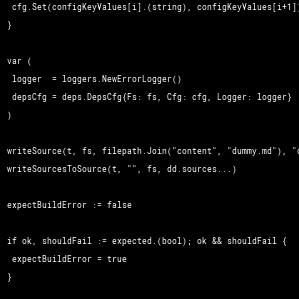 cfg.Set(configKeyValues[i].(string), configKeyValues[i+1])
}
var (
logger  = loggers.NewErrorLogger()
depsCfg = deps.DepsCfg{Fs: fs, Cfg: cfg, Logger: logger}
)
writeSource(t, fs, filepath.Join("content", "dummy.md"), "
writeSourcesToSource(t, "", fs, dd.sources...)
expectBuildError := false
if ok, shouldFail := expected.(bool); ok && shouldFail {
expectBuildError = true
}